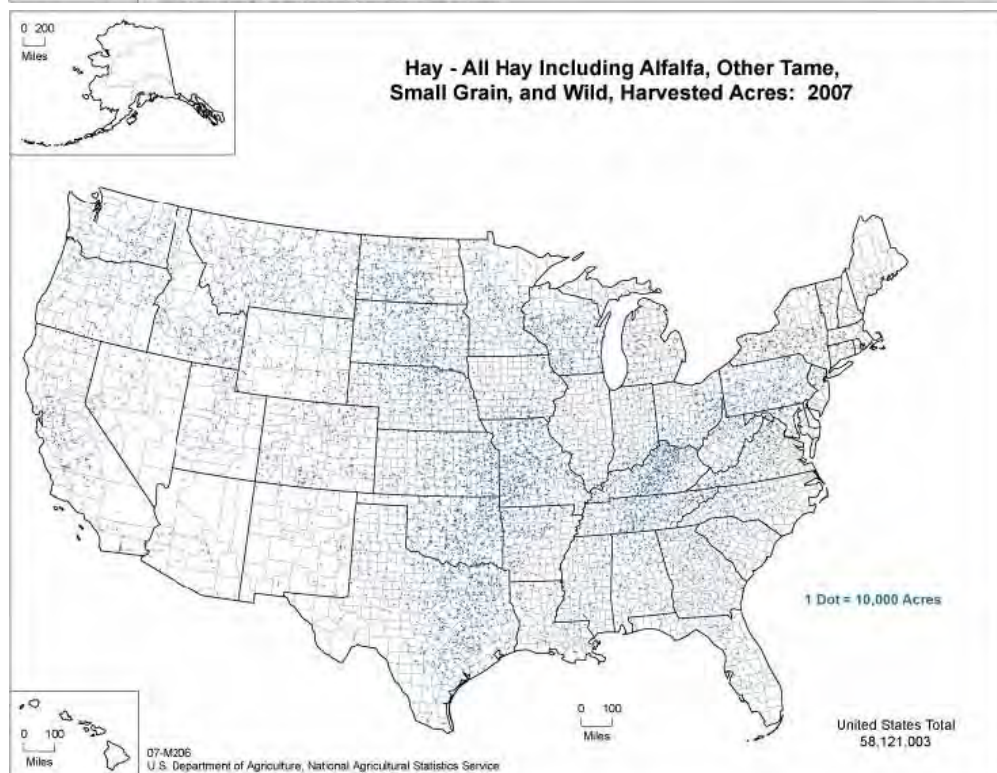 0 200
Miles
Hay - All Hay Including Alfalfa, Other Tame,
Small Grain, and Wild, Harvested Acres: 2007
1 Dot = 10,000 Acres
0 100
Miles
0 100
Miles
07-M206
U.S. Department of Agriculture, National Agricultural Statistics Service
United States Total
58,121,003